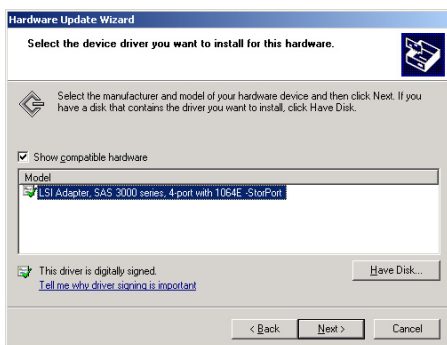 Hardware Update Wizard
Select the device driver you want to install for this hardware.
Select the manufacturer and model of your hardware device and then click Next. If you
have a disk that contains the driver you want to install, click Have Disk.
Show compatible hardware
Model
LSI Adapter, SAS 3000 series, 4-port with 1064E -StorPort
This driver is digitally signed.
Have Disk...
Tell me why driver signing is important
< Back
Next >
Cancel